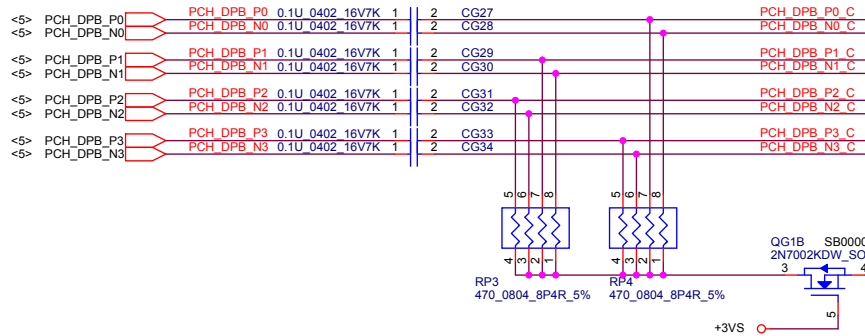 <5> PCH_DPB_P0 PCH_DPB_P0 0.1U_0402_16V7K 1 2 CG27 PCH_DPB_P0_C
<5> PCH_DPB_N0 PCH_DPB_N0 0.1U_0402_16V7K 1 2 CG28 PCH_DPB_N0_C
<5> PCH_DPB_P1 PCH_DPB_P1 0.1U_0402_16V7K 1 2 CG29 PCH_DPB_P1_C
<5> PCH_DPB_N1 PCH_DPB_N1 0.1U_0402_16V7K 1 2 CG30 PCH_DPB_N1_C
<5> PCH_DPB_P2 PCH_DPB_P2 0.1U_0402_16V7K 1 2 CG31 PCH_DPB_P2_C
<5> PCH_DPB_N2 PCH_DPB_N2 0.1U_0402_16V7K 1 2 CG32 PCH_DPB_N2_C
<5> PCH_DPB_P3 PCH_DPB_P3 0.1U_0402_16V7K 1 2 CG33 PCH_DPB_P3_C
<5> PCH_DPB_N3 PCH_DPB_N3 0.1U_0402_16V7K 1 2 CG34 PCH_DPB_N3_C
5 6 7 8 5 6 7 8
4 3 2 1 4 3 2 1
QG1B SB0000
2N7002KDW_SO
3 4
RP3 RP4
470_0804_8P4R_5% 470_0804_8P4R_5%
5
+3VS